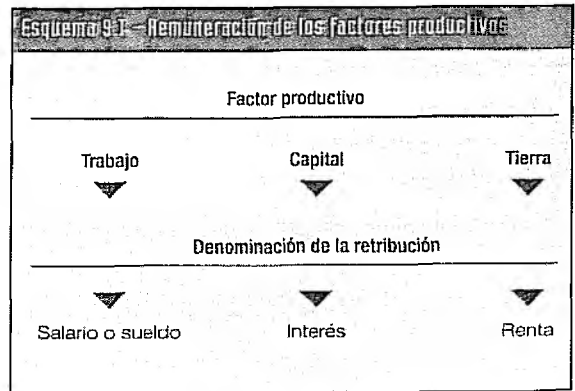 Esquema 9.1 - Remuneración de los factores productivos
Factor productivo
Trabajo Capital Tierra
Denominación de la retribución
Salario o sueldo Interés Renta